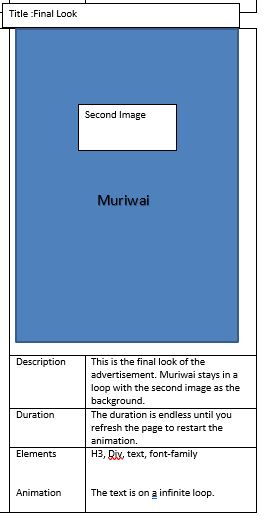 Title :Final Look
Second Image
Muriwai
Description
This is the final look of the
advertisement. Muriwai stays in a
loop with the second image as the
background.
Duration
The duration is endless until you
refresh the page to restart the
animation.
Elements
H3, Div, text, font-family
Animation
The text is on a infinite loop.